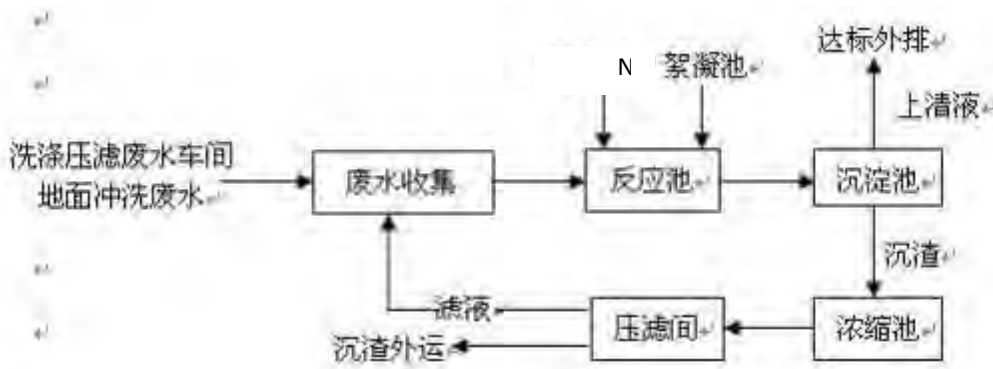 达标外排
N 絮凝池
上清液
洗涤压滤废水车间
地面冲洗废水
废水收集
反应池
沉淀池
沉渣
滤液
压滤间
浓缩池
沉渣外运